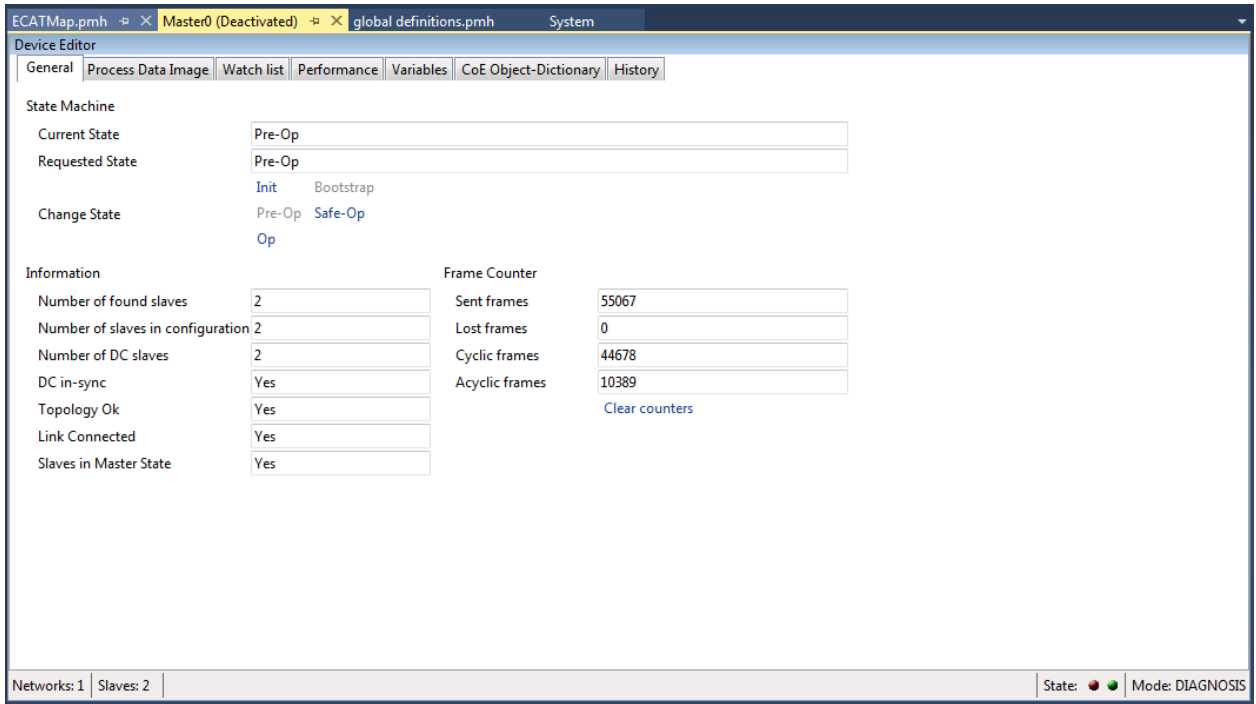 ECATMap.pmh Master0 (Deactivated) global definitions.pmh System
Device Editor
General Process Data Image Watch list Performance Variables CoE Object-Dictionary History
State Machine
Current State Pre-Op
Requested State Pre-Op
Init Bootstrap
Change State Pre-Op Safe-Op
Op
Information Frame Counter
Number of found slaves 2 Sent frames 55067
Number of slaves in configuration 2 Lost frames 0
Number of DC slaves 2 Cyclic frames 44678
DC in-sync Yes Acyclic frames 10389
Topology Ok Yes Clear counters
Link Connected Yes
Slaves in Master State Yes
Networks: 1 Slaves: 2 State: Mode: DIAGNOSIS